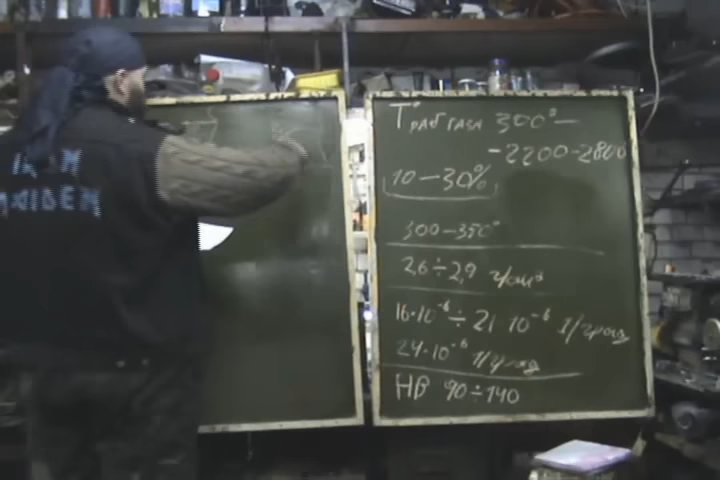 IRON
MAIDEN
Т° раб газа 300° —
-2200-2800
10-30%
300-350°
2,6÷2,9 г/см³
16·10⁻⁶÷21 10⁻⁶ 1/град
24·10⁻⁶ 1/град
НВ 90÷140